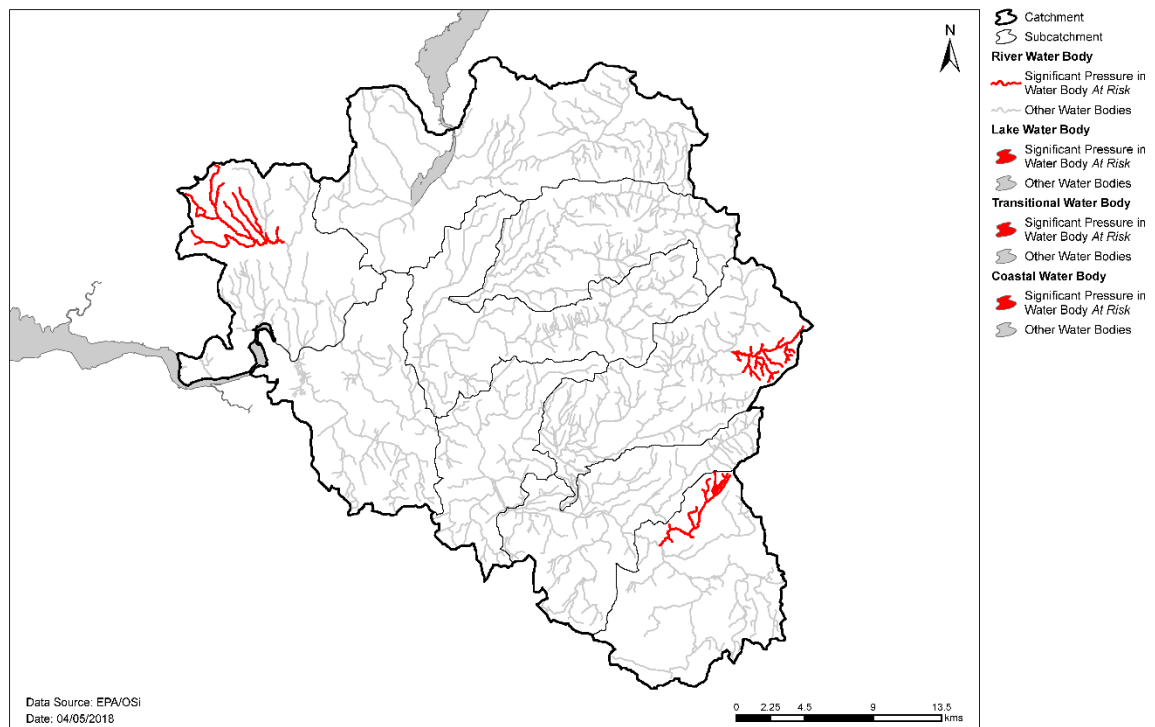 N
Catchment
Subcatchment
River Water Body
Significant Pressure in
Water Body At Risk
Other Water Bodies
Lake Water Body
Significant Pressure in
Water Body At Risk
Other Water Bodies
Transitional Water Body
Significant Pressure in
Water Body At Risk
Other Water Bodies
Coastal Water Body
Significant Pressure in
Water Body At Risk
Other Water Bodies
Data Source: EPA/OSi
Date: 04/05/2018
0 2.25 4.5 9 13.5
kms